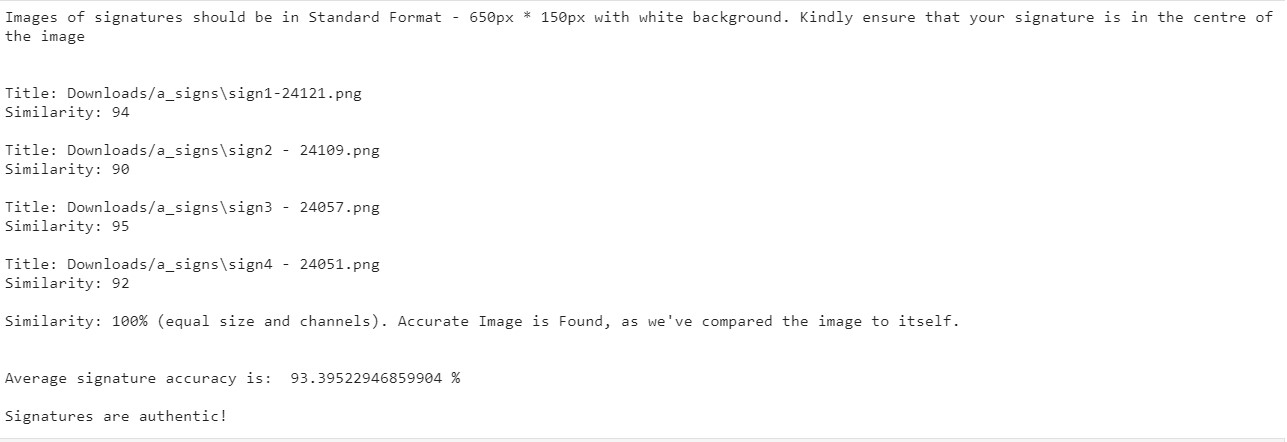 Images of signatures should be in Standard Format - 650px * 150px with white background. Kindly ensure that your signature is in the centre of
the image
Title: Downloads/a_signs\sign1-24121.png
Similarity: 94
Title: Downloads/a_signs\sign2 - 24109.png
Similarity: 90
Title: Downloads/a_signs\sign3 - 24057.png
Similarity: 95
Title: Downloads/a_signs\sign4 - 24051.png
Similarity: 92
Similarity: 100% (equal size and channels). Accurate Image is Found, as we've compared the image to itself.
Average signature accuracy is:  93.39522946859904 %
Signatures are authentic!